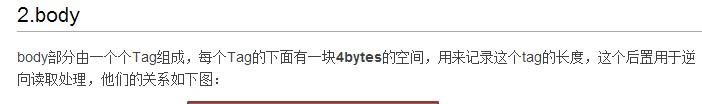 2.body
body部分由一个个Tag组成，每个Tag的下面有一块4bytes的空间，用来记录这个tag的长度，这个后置用于逆
向读取处理，他们的关系如下图：